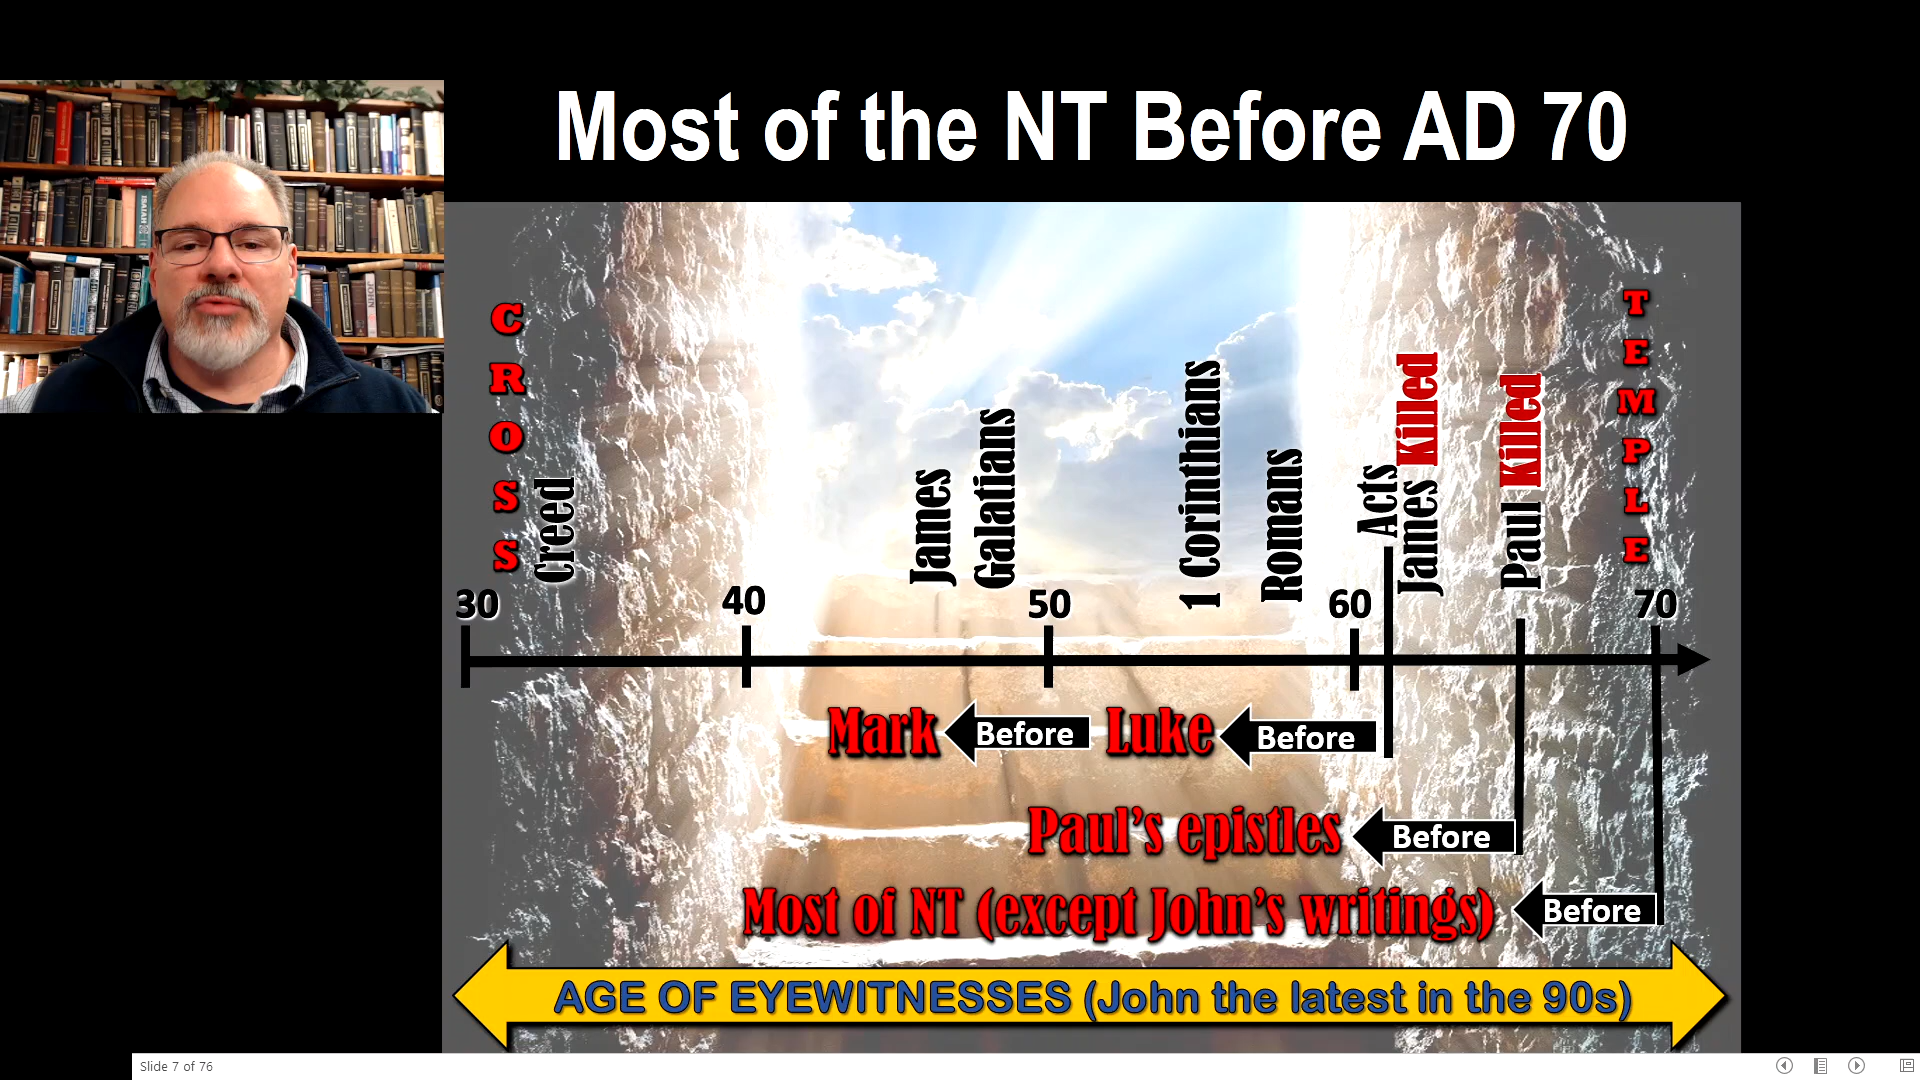 Most of the NT Before AD 70
CROSS
Creed
James
Galatians
1 Corinthians
Romans
Acts
James Killed
Paul Killed
TEMPLE
30
40
50
60
70
Mark
Before
Luke
Before
Paul's epistles
Before
Most of NT (except John's writings)
Before
AGE OF EYEWITNESSES (John the latest in the 90s)
ISAIAH
JOHN
Slide 7 of 76